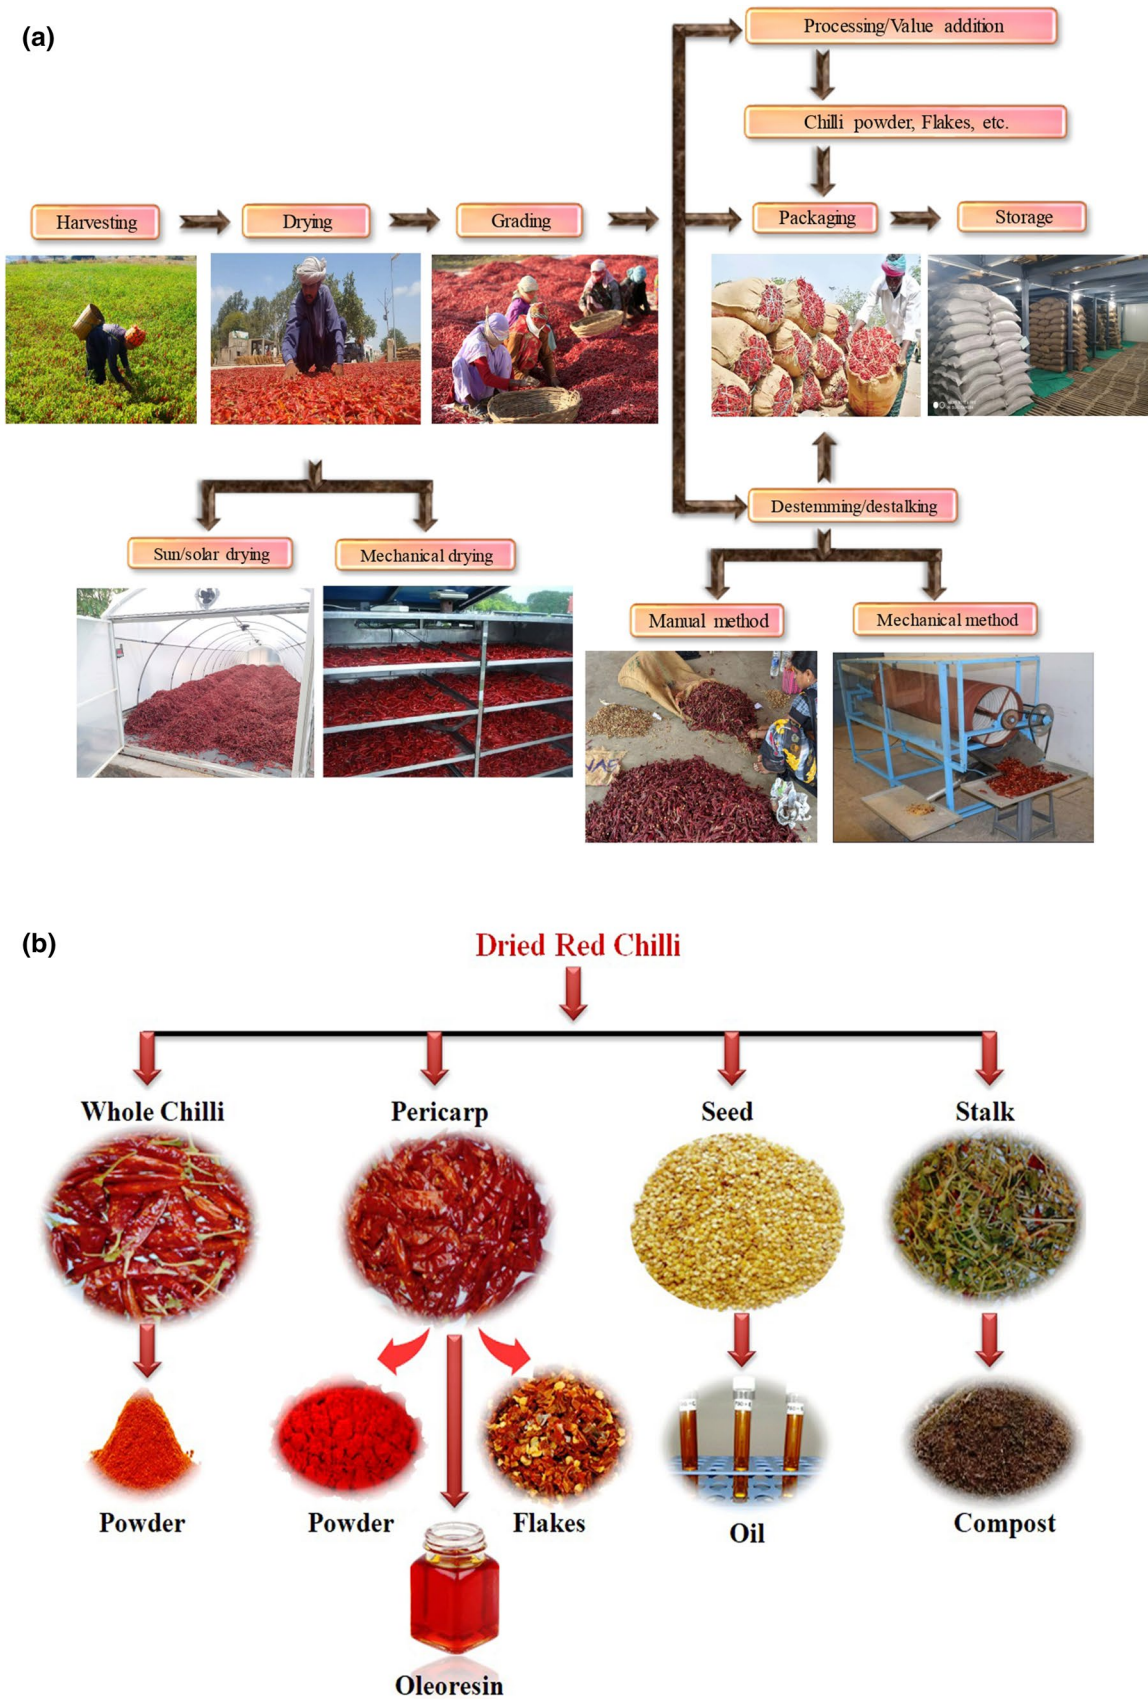 (a)
Processing/Value addition
Chilli powder, Flakes, etc.
Harvesting
Drying
Grading
Packaging
Storage
Destemming/destalking
Sun/solar drying
Mechanical drying
Manual method
Mechanical method
(b)
Dried Red Chilli
Whole Chilli
Pericarp
Seed
Stalk
Powder
Powder
Flakes
Oil
Compost
Oleoresin